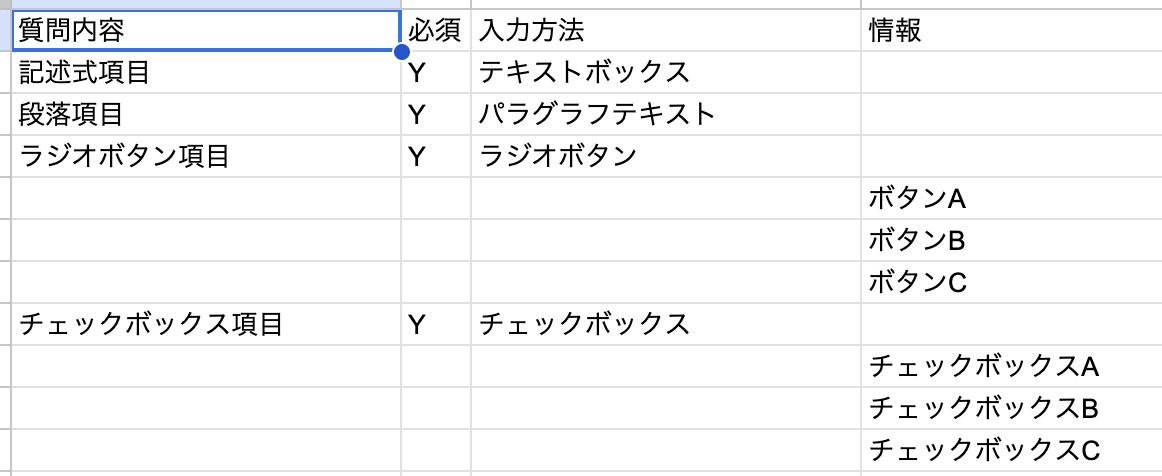 質問内容 必須 入力方法 情報
記述式項目 Y テキストボックス
段落項目 Y パラグラフテキスト
ラジオボタン項目 Y ラジオボタン
ボタンA
ボタンB
ボタンC
チェックボックス項目 Y チェックボックス
チェックボックスA
チェックボックスB
チェックボックスC